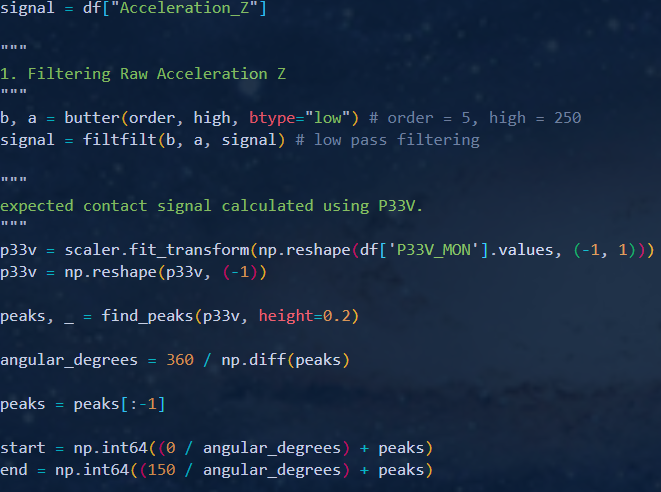 signal = df["Acceleration_Z"]
"""
1. Filtering Raw Acceleration Z
"""
b, a = butter(order, high, btype="low") # order = 5, high = 250
signal = filtfilt(b, a, signal) # low pass filtering
"""
expected contact signal calculated using P33V.
"""
p33v = scaler.fit_transform(np.reshape(df['P33V_MON'].values, (-1, 1)))
p33v = np.reshape(p33v, (-1))
peaks, _ = find_peaks(p33v, height=0.2)
angular_degrees = 360 / np.diff(peaks)
peaks = peaks[:-1]
start = np.int64((0 / angular_degrees) + peaks)
end = np.int64((150 / angular_degrees) + peaks)